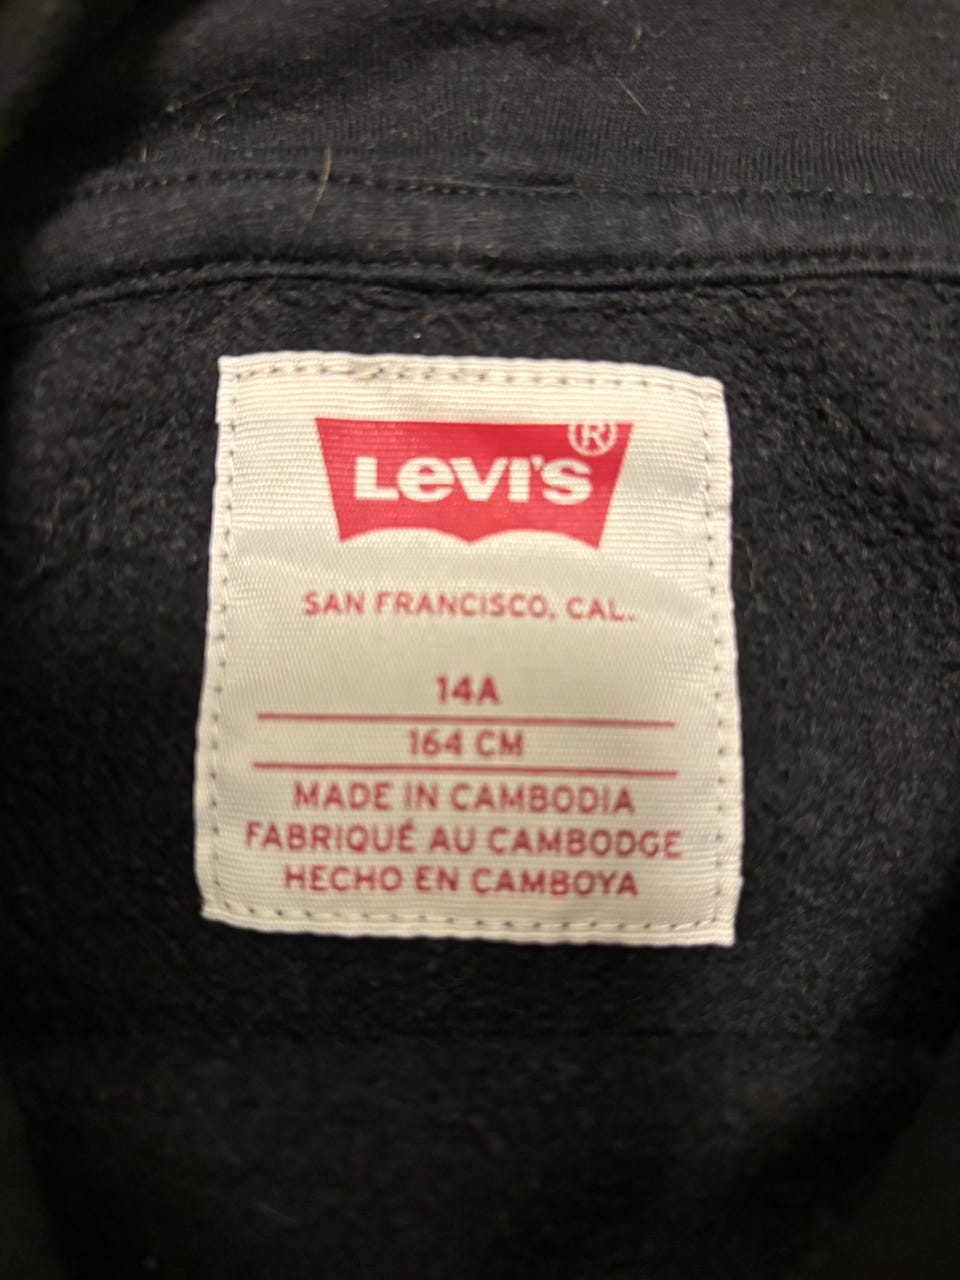 Levi's®
SAN FRANCISCO, CAL.
14A
164 CM
MADE IN CAMBODIA
FABRIQUÉ AU CAMBODGE
HECHO EN CAMBOYA